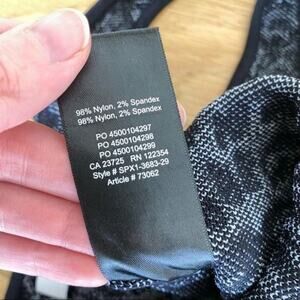 98% Nylon, 2% Spandex
98% Nylon, 2% Spandex
PO 4500104297
PO 4500104298
PO 4500104299
CA 23725 RN 122354
Style # SPX1-3683-29
Article # 73062